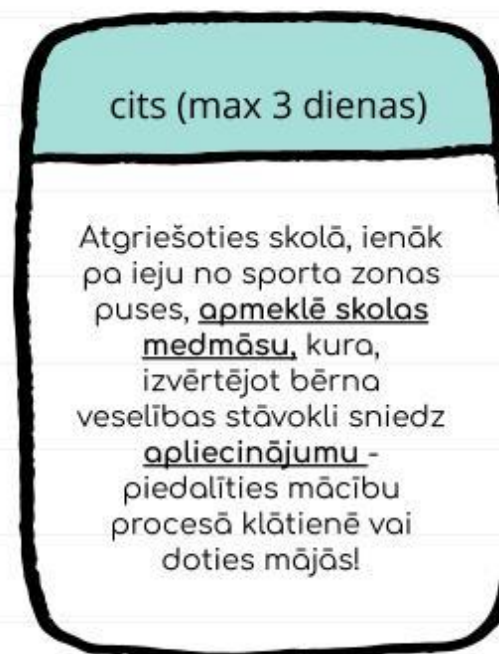 cits (max 3 dienas)
Atgriešoties skolā, ienāk
pa ieju no sporta zonas
puses, apmeklē skolas
medmāsu, kura,
izvērtējot bērna
veselības stāvokli sniedz
apliecinājumu -
piedalīties mācību
procesā klātienē vai
doties mājās!